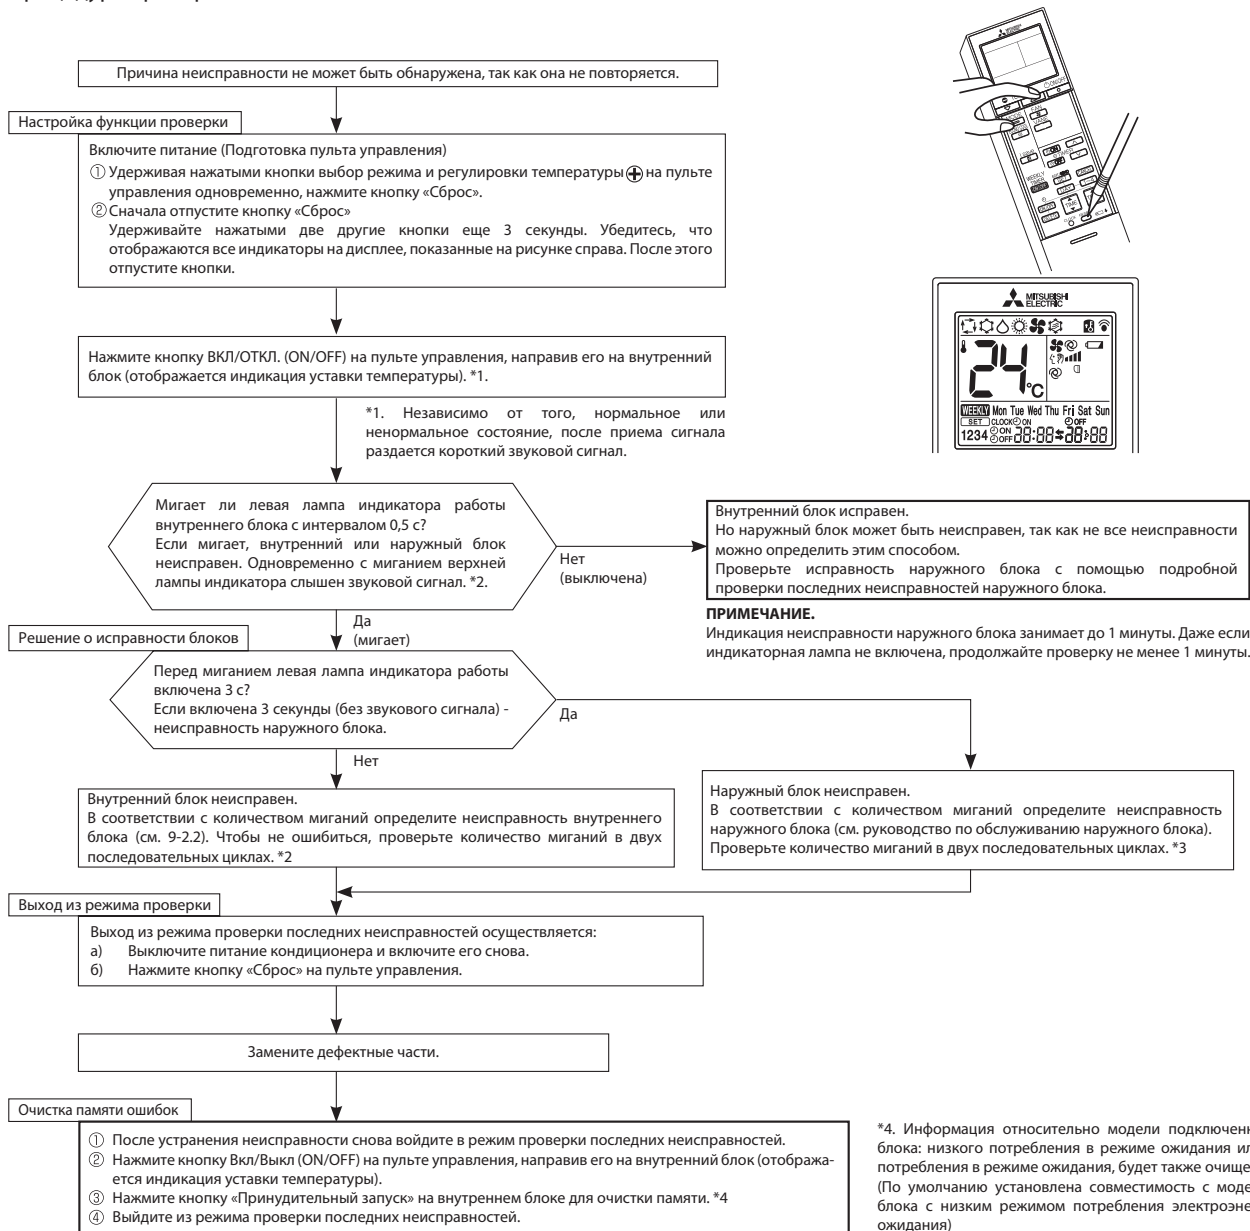 Причина неисправности не может быть обнаружена, так как она не повторяется.
Настройка функции проверки
Включите питание (Подготовка пульта управления)
① Удерживая нажатыми кнопки выбор режима и регулировки температуры ⊕ на пульте
управления одновременно, нажмите кнопку «Сброс».
② Сначала отпустите кнопку «Сброс»
Удерживайте нажатыми две другие кнопки еще 3 секунды. Убедитесь, что
отображаются все индикаторы на дисплее, показанные на рисунке справа. После этого
отпустите кнопки.
MITSUBISHI
ELECTRIC
24°C
WEEKLY Mon Tue Wed Thu Fri Sat Sun
SET CLOCK ON OFF
1234 ON OFF 88:88 88:88
Нажмите кнопку ВКЛ/ОТКЛ. (ON/OFF) на пульте управления, направив его на внутренний
блок (отображается индикация уставки температуры). *1.
*1. Независимо от того, нормальное или
ненормальное состояние, после приема сигнала
раздается короткий звуковой сигнал.
Мигает ли левая лампа индикатора работы
внутреннего блока с интервалом 0,5 с?
Если мигает, внутренний или наружный блок
неисправен. Одновременно с миганием верхней
лампы индикатора слышен звуковой сигнал. *2.
Нет
(выключена)
Внутренний блок исправен.
Но наружный блок может быть неисправен, так как не все неисправности
можно определить этим способом.
Проверьте исправность наружного блока с помощью подробной
проверки последних неисправностей наружного блока.
ПРИМЕЧАНИЕ.
Индикация неисправности наружного блока занимает до 1 минуты. Даже если
индикаторная лампа не включена, продолжайте проверку не менее 1 минуты.
Да
(мигает)
Решение о исправности блоков
Перед миганием левая лампа индикатора работы
включена 3 с?
Если включена 3 секунды (без звукового сигнала) -
неисправность наружного блока.
Да
Нет
Внутренний блок неисправен.
В соответствии с количеством миганий определите неисправность внутреннего
блока (см. 9-2.2). Чтобы не ошибиться, проверьте количество миганий в двух
последовательных циклах. *2
Наружный блок неисправен.
В соответствии с количеством миганий определите неисправность
наружного блока (см. руководство по обслуживанию наружного блока).
Проверьте количество миганий в двух последовательных циклах. *3
Выход из режима проверки
Выход из режима проверки последних неисправностей осуществляется:
а) Выключите питание кондиционера и включите его снова.
б) Нажмите кнопку «Сброс» на пульте управления.
Замените дефектные части.
Очистка памяти ошибок
① После устранения неисправности снова войдите в режим проверки последних неисправностей.
② Нажмите кнопку Вкл/Выкл (ON/OFF) на пульте управления, направив его на внутренний блок (отобража-
ется индикация уставки температуры).
③ Нажмите кнопку «Принудительный запуск» на внутреннем блоке для очистки памяти. *4
④ Выйдите из режима проверки последних неисправностей.
*4. Информация относительно модели
блока: низкого потребления в режиме ожидания
потребления в режиме ожидания, будет также
(По умолчанию установлена совместимость с
блока с низким режимом потребления
ожидания)